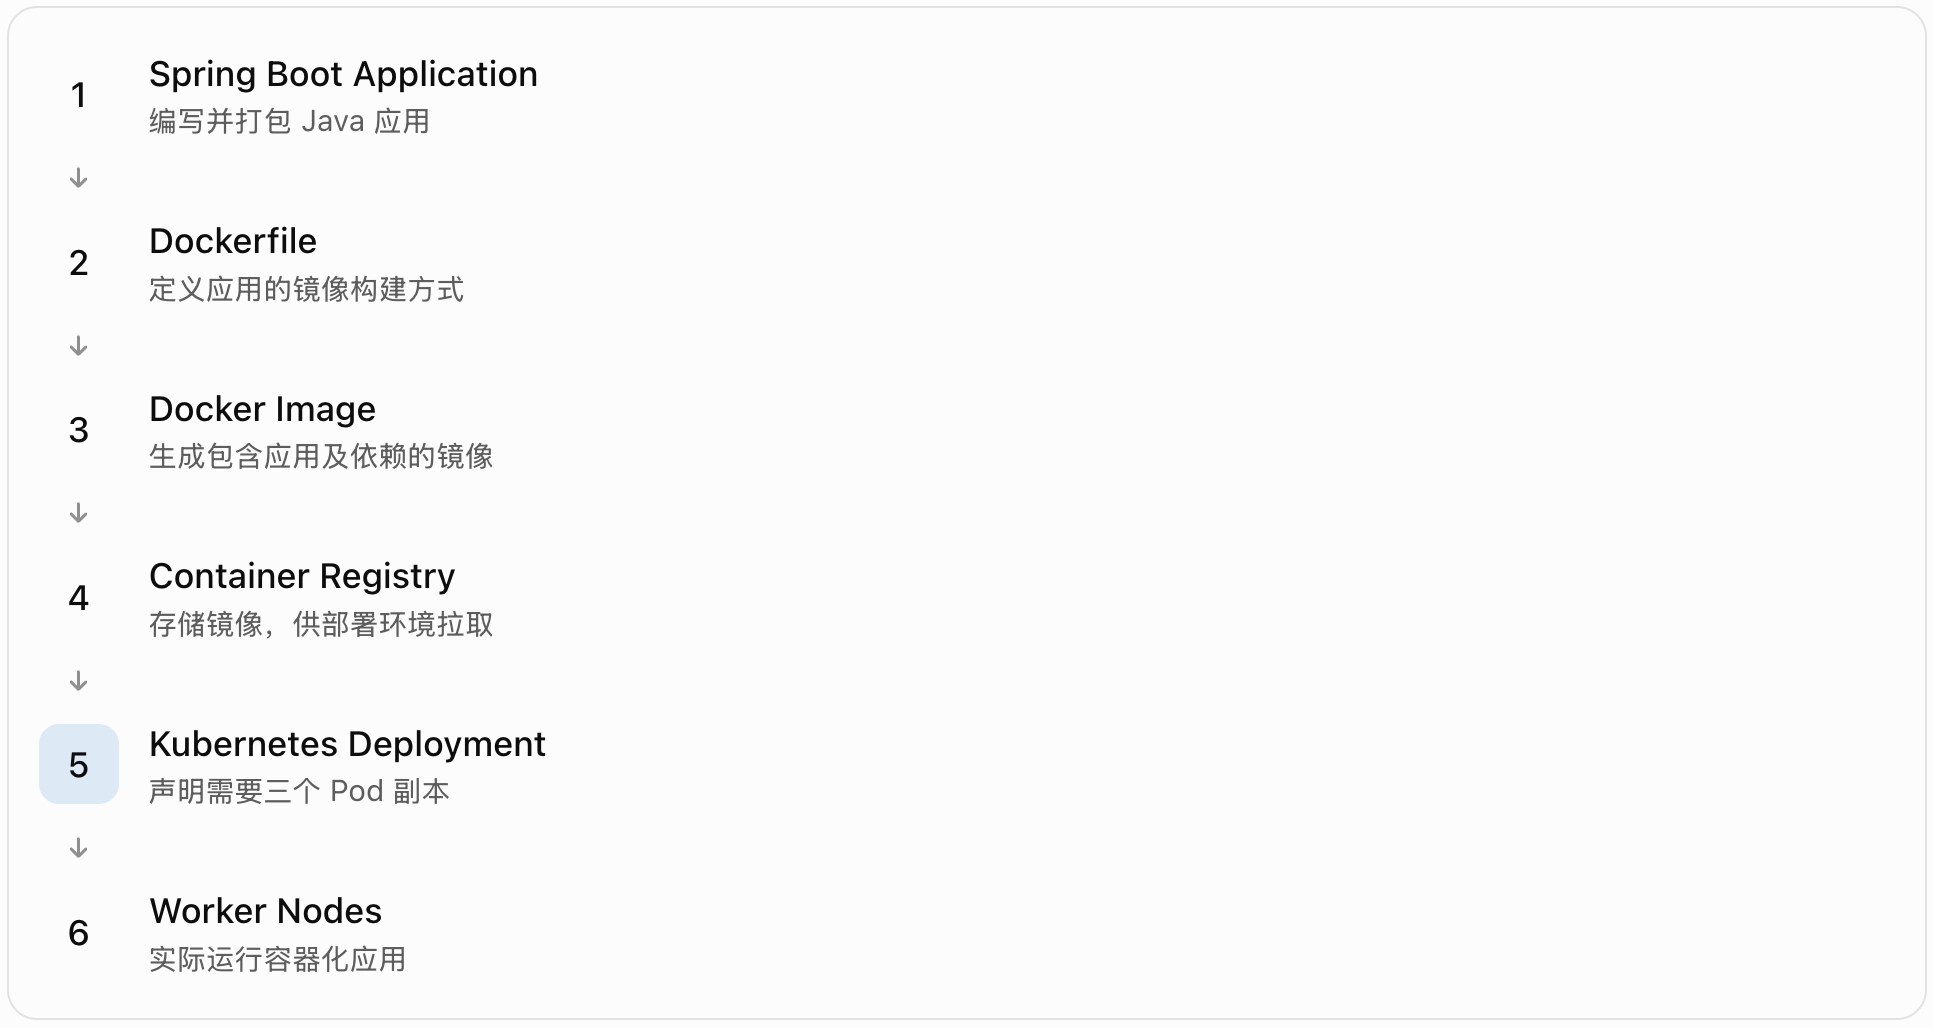 1
Spring Boot Application
编写并打包 Java 应用
↓
2
Dockerfile
定义应用的镜像构建方式
↓
3
Docker Image
生成包含应用及依赖的镜像
↓
4
Container Registry
存储镜像，供部署环境拉取
↓
5
Kubernetes Deployment
声明需要三个 Pod 副本
↓
6
Worker Nodes
实际运行容器化应用